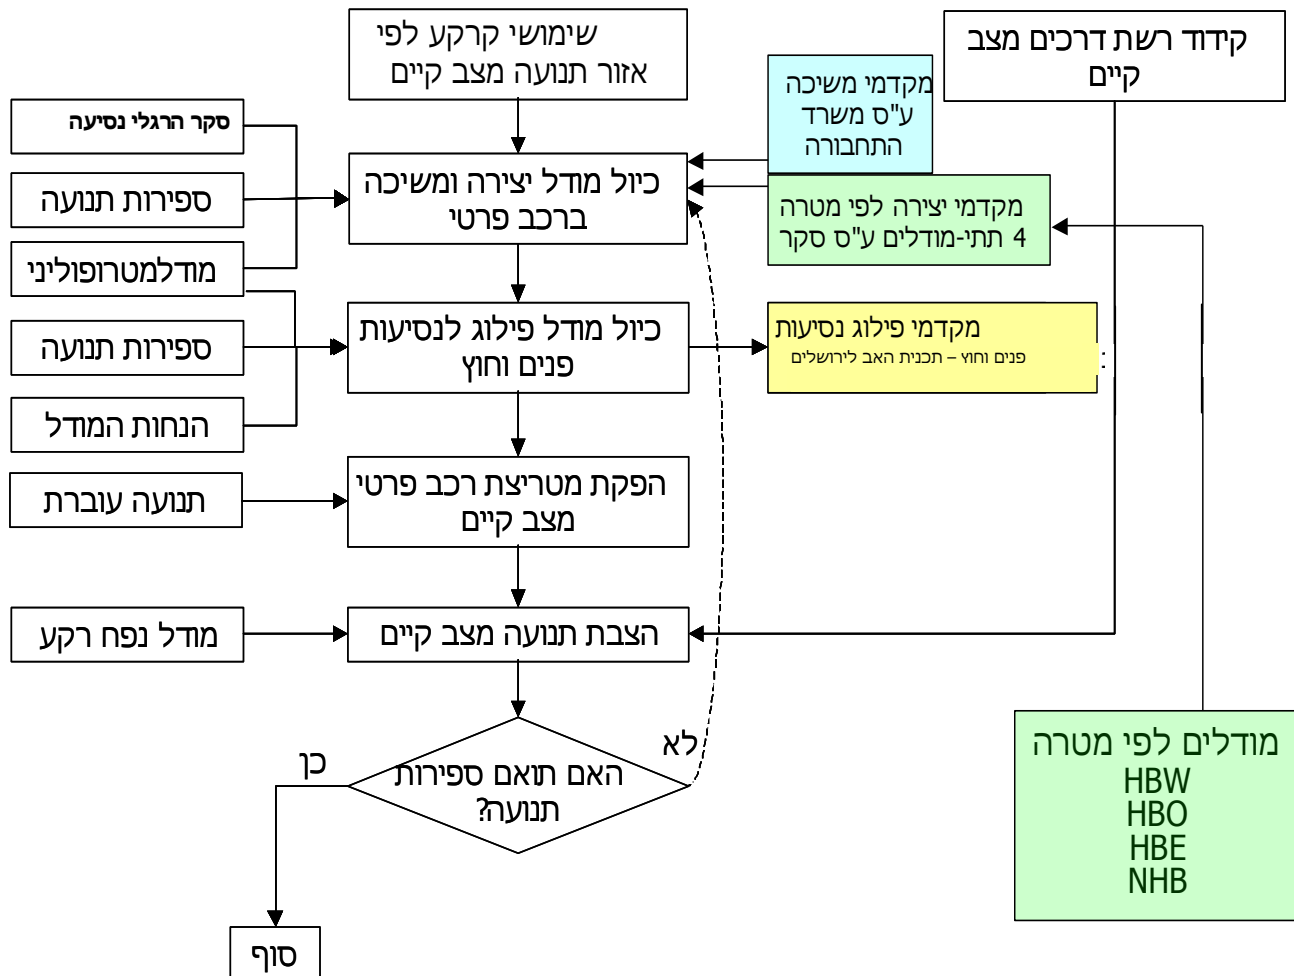 שימושי קרקע לפי
אזור תנועה מצב קיים
קידוד רשת דרכים מצב
קיים
מקדמי משיכה
ע"ס משרד
התחבורה
סקר הרגלי נסיעה
ספירות תנועה
מודלמטרופוליני
כיול מודל יצירה ומשיכה
ברכב פרטי
מקדמי יצירה לפי מטרה
4 תתי-מודלים ע"ס סקר
ספירות תנועה
הנחות המודל
כיול מודל פילוג לנסיעות
פנים וחוץ
מקדמי פילוג נסיעות
פנים וחוץ – תכנית האב לירושלים
:
תנועה עוברת
הפקת מטריצת רכב פרטי
מצב קיים
מודל נפח רקע
הצבת תנועה מצב קיים
לא
כן
האם תואם ספירות
תנועה?
מודלים לפי מטרה
HBW
HBO
HBE
NHB
סוף